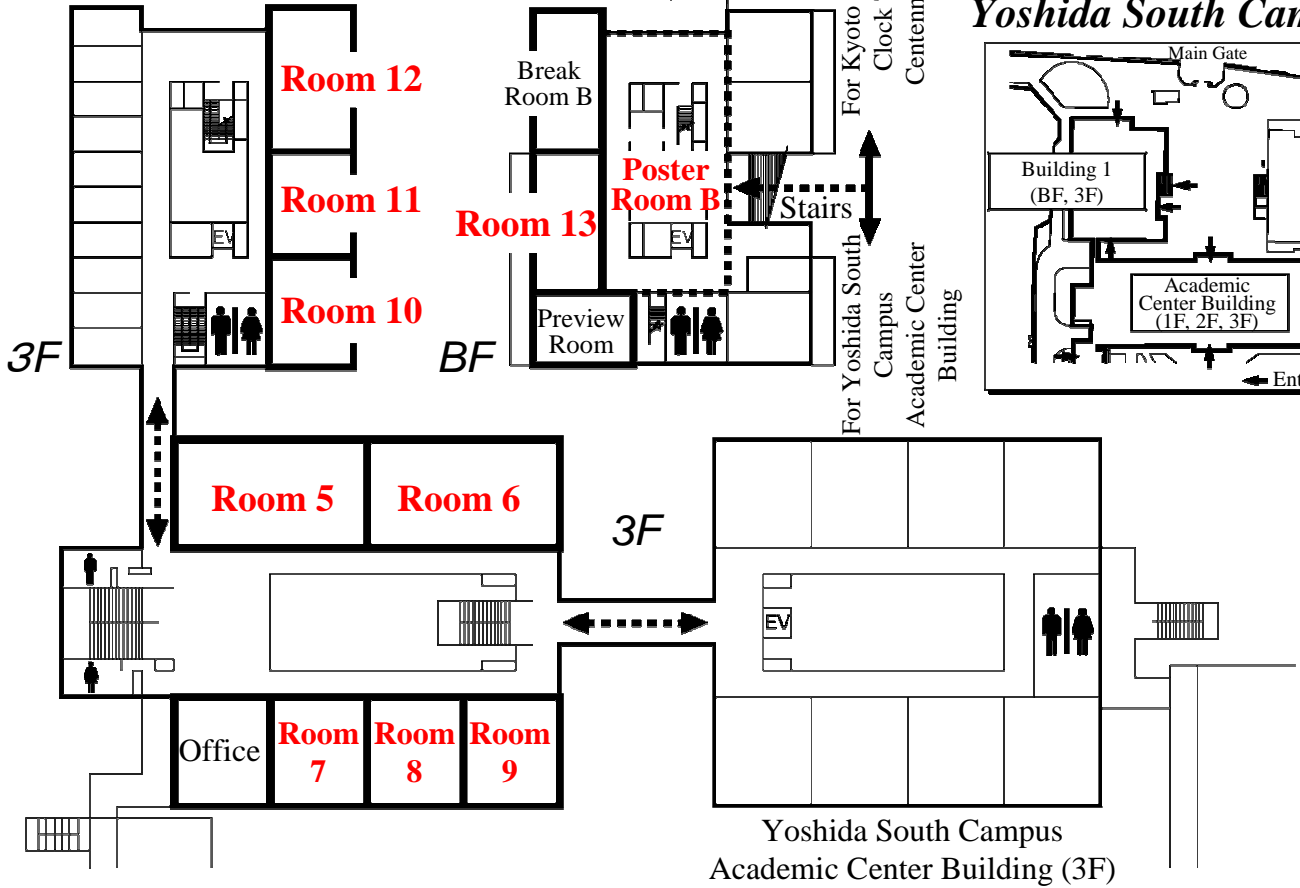 Yoshida South Cam
Main Gate
Building 1
(BF, 3F)
Academic
Center Building
(1F, 2F, 3F)
Ent
Room 12
Room 11
Room 10
EV
3F
Break
Room B
Poster
Room B
Room 13
EV
Preview
Room
BF
Stairs
For Kyoto
Clock
Centenn
For Yoshida South
Campus
Academic Center
Building
Room 5
Room 6
3F
EV
Office
Room
7
Room
8
Room
9
Yoshida South Campus
Academic Center Building (3F)